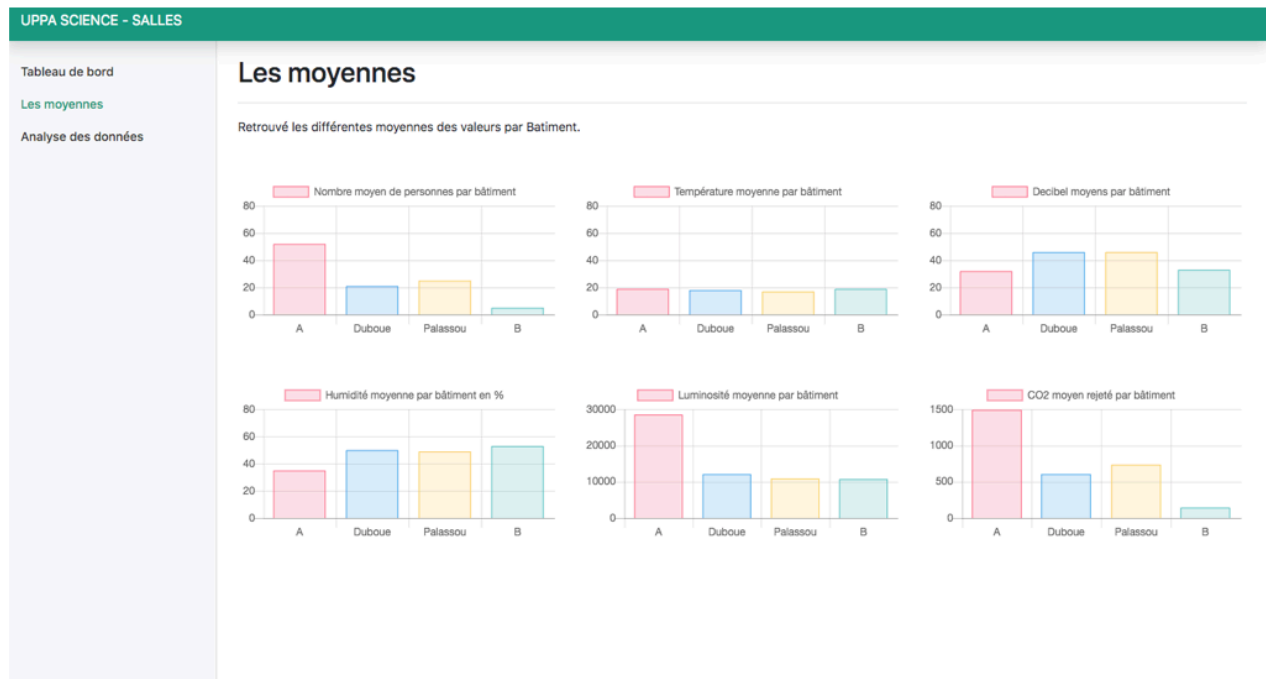 UPPA SCIENCE - SALLES
Tableau de bord
Les moyennes
Analyse des données
Les moyennes
Retrouvé les différentes moyennes des valeurs par Batiment.
Nombre moyen de personnes par bâtiment
80
60
40
20
0
A Duboue Palassou B
Température moyenne par bâtiment
80
60
40
20
0
A Duboue Palassou B
Decibel moyens par bâtiment
80
60
40
20
0
A Duboue Palassou B
Humidité moyenne par bâtiment en %
80
60
40
20
0
A Duboue Palassou B
Luminosité moyenne par bâtiment
30000
20000
10000
0
A Duboue Palassou B
CO2 moyen rejeté par bâtiment
1500
1000
500
0
A Duboue Palassou B